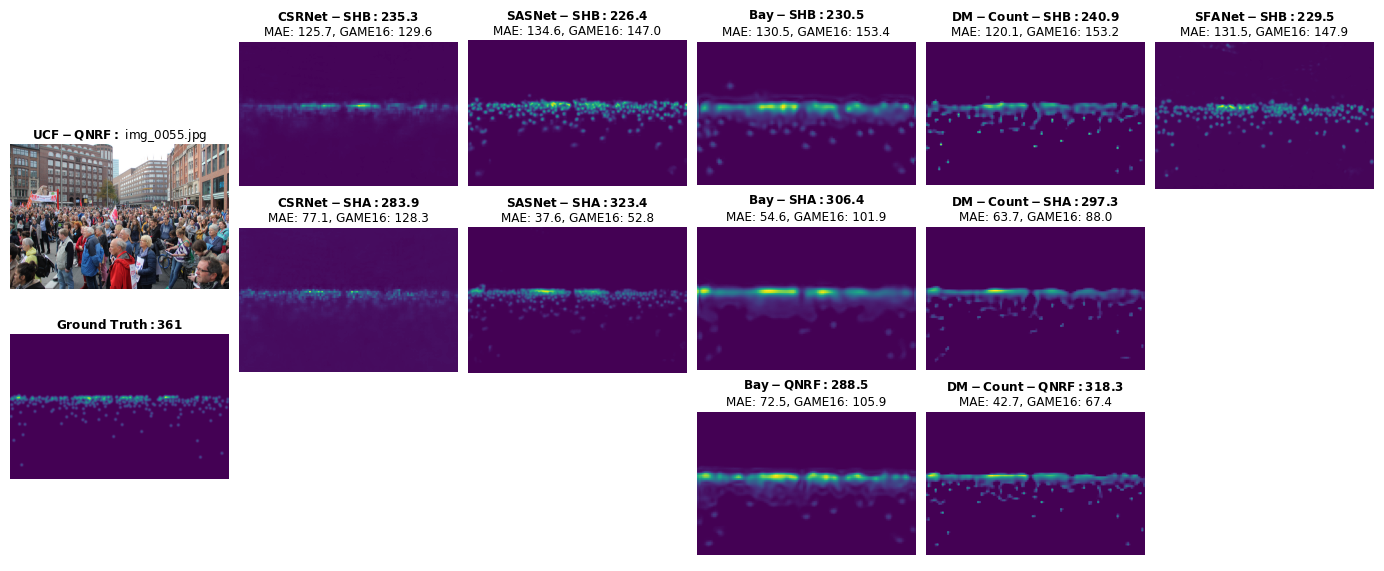 CSRNet − SHB : 235.3
MAE: 125.7, GAME16: 129.6
SASNet − SHB : 226.4
MAE: 134.6, GAME16: 147.0
Bay − SHB : 230.5
MAE: 130.5, GAME16: 153.4
DM − Count − SHB : 240.9
MAE: 120.1, GAME16: 153.2
SFANet − SHB : 229.5
MAE: 131.5, GAME16: 147.9
UCF − QNRF : img_0055.jpg
CSRNet − SHA : 283.9
MAE: 77.1, GAME16: 128.3
SASNet − SHA : 323.4
MAE: 37.6, GAME16: 52.8
Bay − SHA : 306.4
MAE: 54.6, GAME16: 101.9
DM − Count − SHA : 297.3
MAE: 63.7, GAME16: 88.0
Ground Truth : 361
Bay − QNRF : 288.5
MAE: 72.5, GAME16: 105.9
DM − Count − QNRF : 318.3
MAE: 42.7, GAME16: 67.4